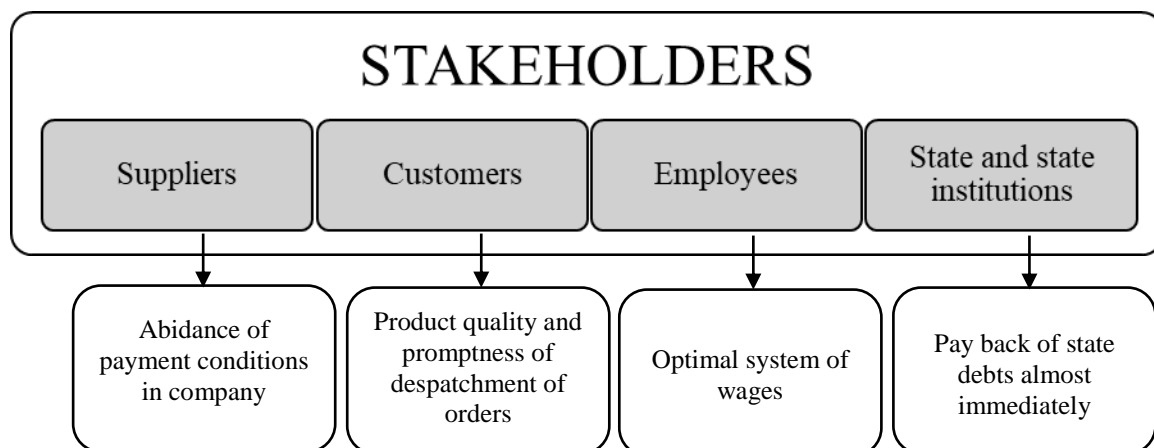 STAKEHOLDERS
Suppliers
Customers
Employees
State and state
institutions
Abidance of
payment conditions
in company
Product quality and
promptness of
despatchment of
orders
Optimal system of
wages
Pay back of state
debts almost
immediately